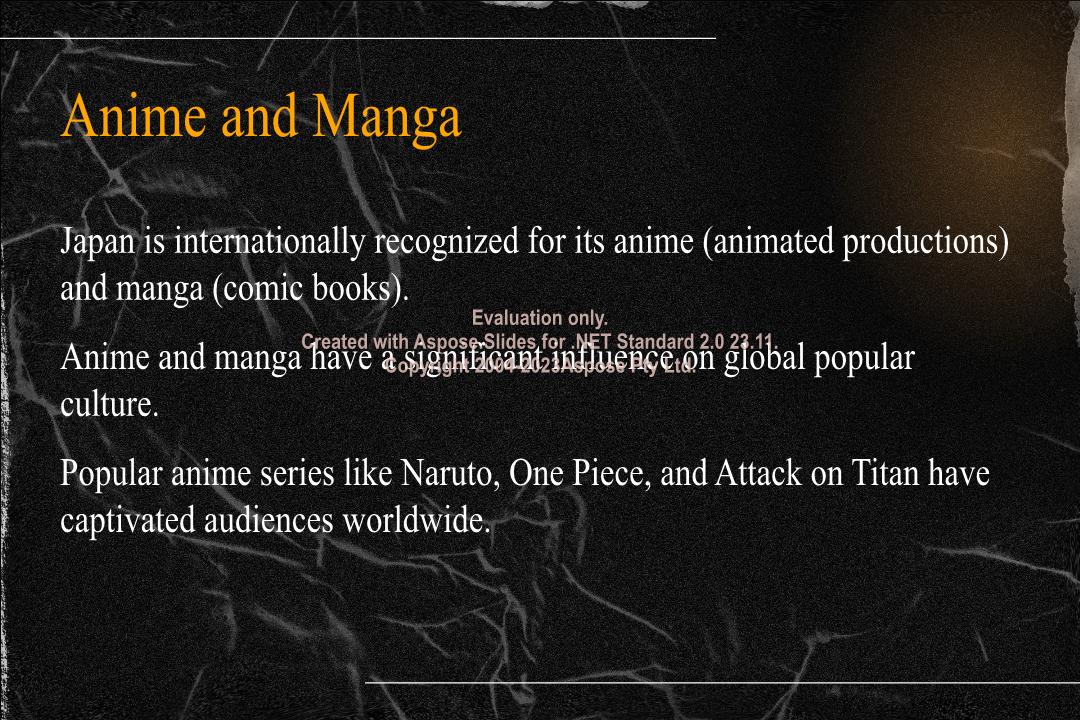 Anime and Manga
Japan is internationally recognized for its anime (animated productions)
and manga (comic books).
Evaluation only.
Created with Aspose.Slides for .NET Standard 2.0 23.11.
Anime and manga have a significant influence on global popular
Copyright 2004-2023Aspose Pty Ltd.
culture.
Popular anime series like Naruto, One Piece, and Attack on Titan have
captivated audiences worldwide.